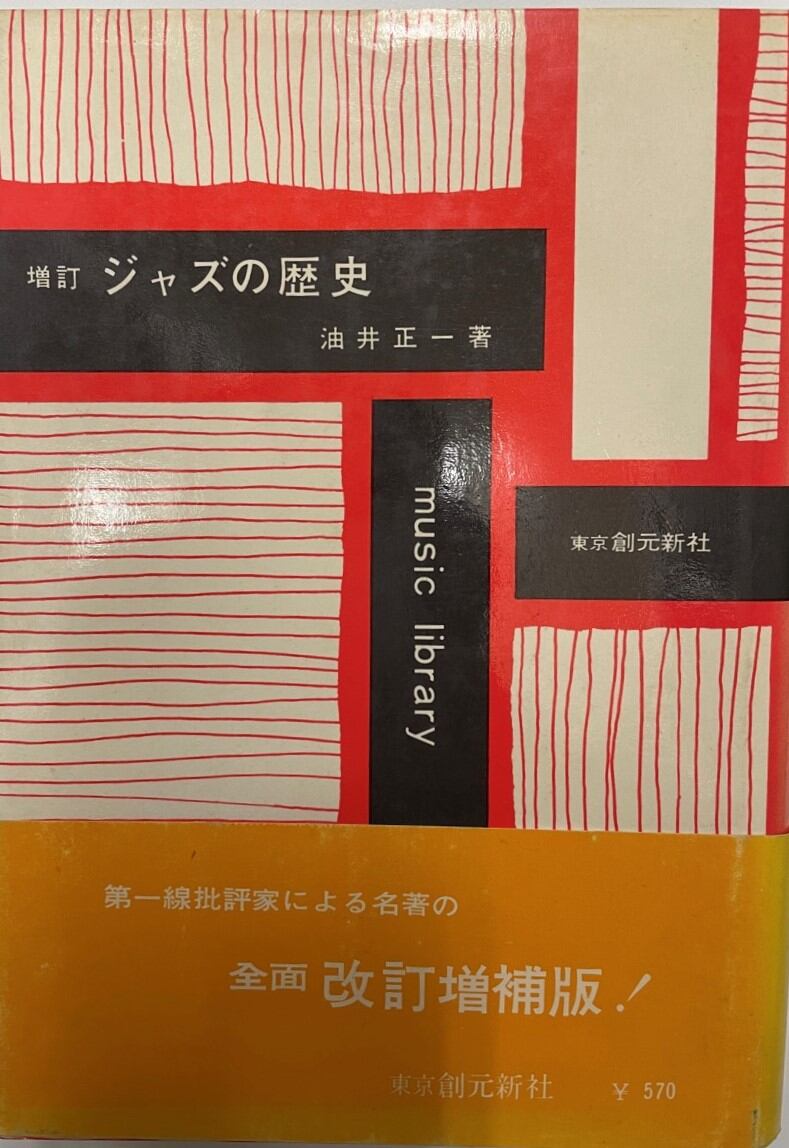 増訂 ジャズの歴史
油井正一著
music library
東京創元新社
第一線批評家による名著の
全面 改訂増補版!
東京創元新社 ¥ 570